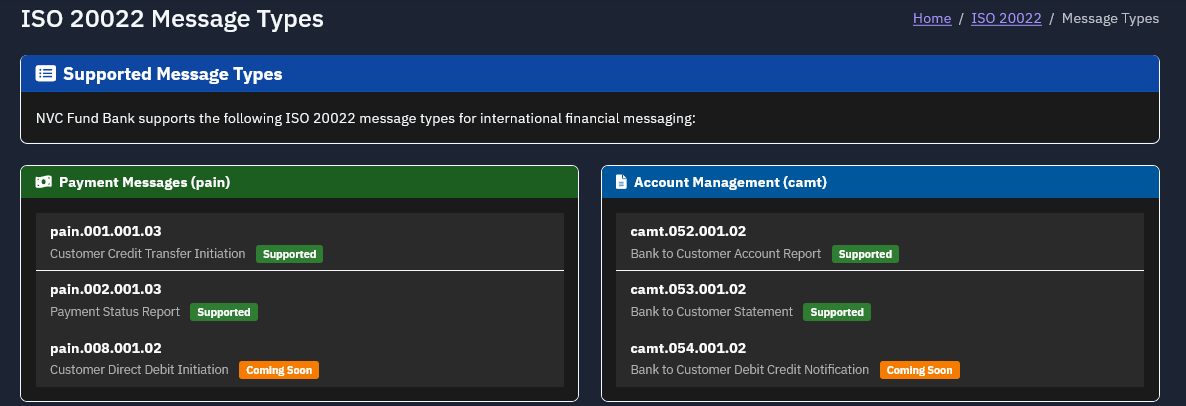 ISO 20022 Message Types
Home / ISO 20022 / Message Types
Supported Message Types
NVC Fund Bank supports the following ISO 20022 message types for international financial messaging:
Payment Messages (pain)
pain.001.001.03
Customer Credit Transfer Initiation Supported
pain.002.001.03
Payment Status Report Supported
pain.008.001.02
Customer Direct Debit Initiation Coming Soon
Account Management (camt)
camt.052.001.02
Bank to Customer Account Report Supported
camt.053.001.02
Bank to Customer Statement Supported
camt.054.001.02
Bank to Customer Debit Credit Notification Coming Soon